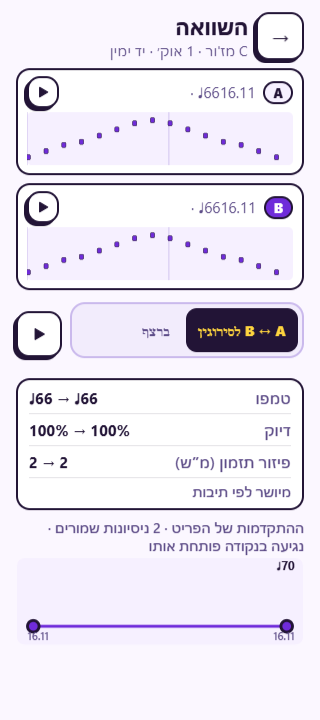 השוואה
C מז'ור · 1 אוק׳ · יד ימין
A
♩66 16.11 ·
B
♩66 16.11 ·
A ↔ B לסירוגין
ברצף
טמפו ♩66 → ♩66
דיוק 100% → 100%
פיזור תזמון (מ״ש) 2 → 2
מיושר לפי תיבות
ההתקדמות של הפריט · 2 ניסיונות שמורים ·
נגיעה בנקודה פותחת אותו
♩70
16.11 16.11